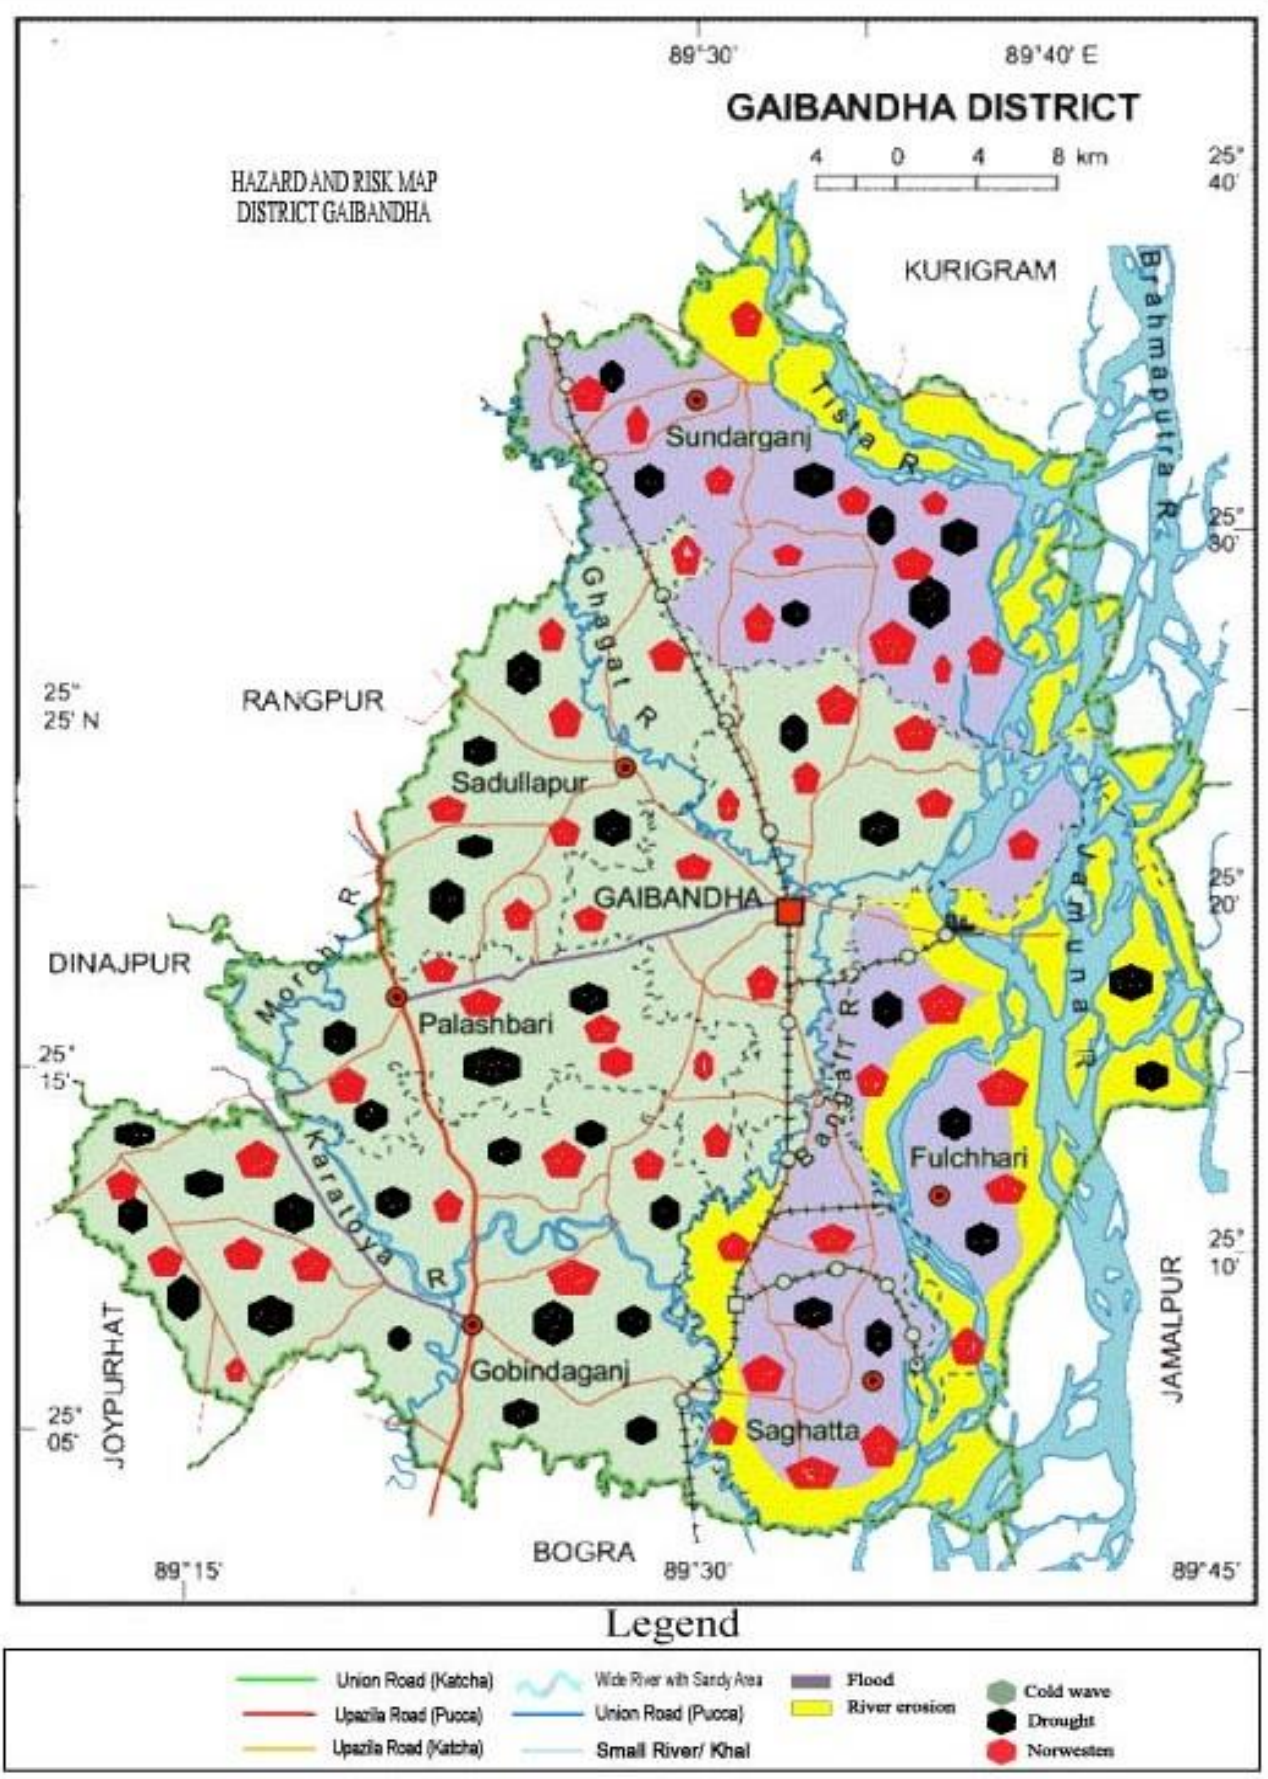 89°30'
89°40' E
GAIBANDHA DISTRICT
4 0 4 8 km
25°
40'
HAZARD AND RISK MAP
DISTRICT GAIBANDHA
KURIGRAM
Brahmaputra R
Tista R
Sundarganj
25°
30'
Ghagat R
RANGPUR
25°
25' N
Sadullapur
GAIBANDHA
25°
20'
Jamuna R
DINAJPUR
Morchi R
Palashbari
25°
15'
Bangali R
Karatoya R
Fulchhari
25°
10'
JOYPURHAT
JAMALPUR
Gobindaganj
25°
05'
Saghatta
BOGRA
89°15'
89°30'
89°45'
Legend
Union Road (Katcha)
Upazila Road (Pucca)
Upazila Road (Katcha)
Wide River with Sandy Area
Union Road (Pucca)
Small River/ Khal
Flood
River erosion
Cold wave
Drought
Norwesten